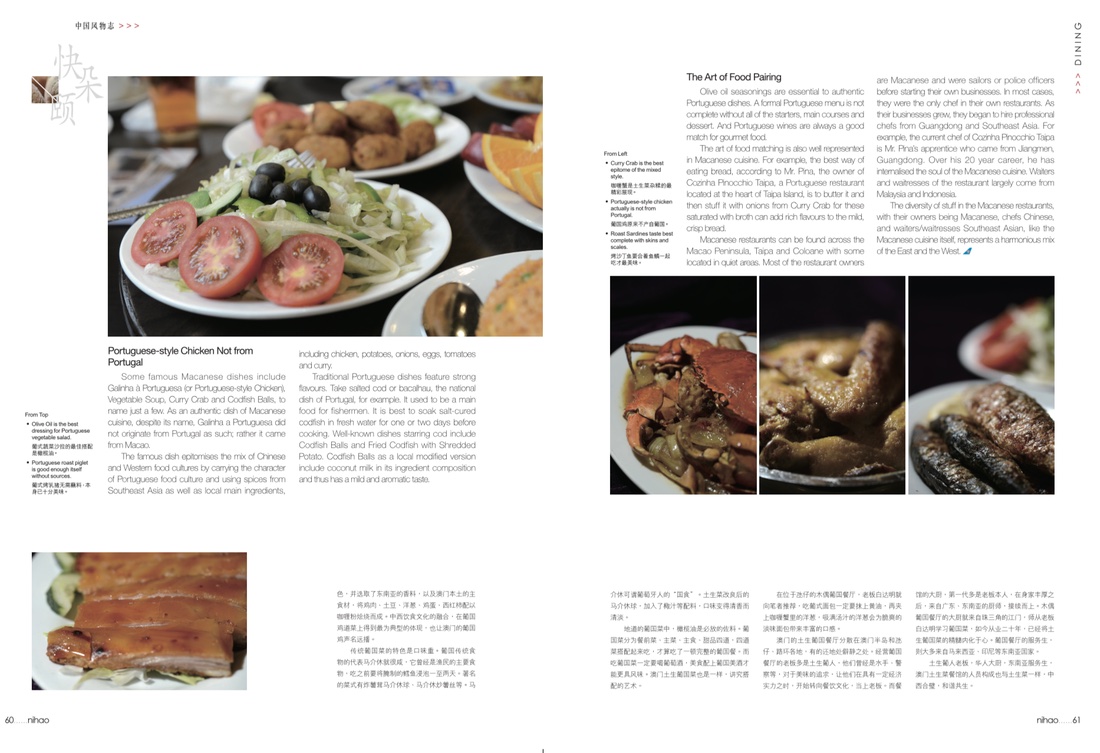 中国风物志 >>>
快
朵
颐
Portuguese-style Chicken Not from
Portugal
Some famous Macanese dishes include
Galinha à Portuguesa (or Portuguese-style Chicken),
Vegetable Soup, Curry Crab and Codfish Balls, to
name just a few. As an authentic dish of Macanese
cuisine, despite its name, Galinha a Portuguesa did
not originate from Portugal as such; rather it came
from Macao.
The famous dish epitomises the mix of Chinese
and Western food cultures by carrying the character
of Portuguese food culture and using spices from
Southeast Asia as well as local main ingredients,
including chicken, potatoes, onions, eggs, tomatoes
and curry.
Traditional Portuguese dishes feature strong
flavours. Take salted cod or bacalhau, the national
dish of Portugal, for example. It used to be a main
food for fishermen. It is best to soak salt-cured
codfish in fresh water for one or two days before
cooking. Well-known dishes starring cod include
Codfish Balls and Fried Codfish with Shredded
Potato. Codfish Balls as a local modified version
include coconut milk in its ingredient composition
and thus has a mild and aromatic taste.
From Top
• Olive Oil is the best
dressing for Portuguese
vegetable salad.
葡式蔬菜沙拉的最佳搭配
是橄榄油。
• Portuguese roast piglet
is good enough itself
without sources.
葡式烤乳猪无需蘸料,本
身已十分美味。
色,并选取了东南亚的香料,以及澳门本土的主
食材,将鸡肉、土豆、洋葱、鸡蛋、西红柿配以
咖喱粉烩烧而成。中西饮食文化的融合,在葡国
鸡道菜上得到最为典型的体现,也让澳门的葡国
鸡声名远播。
传统葡国菜的特色是口味重。葡国传统食
物的代表马介休就很咸,它曾经是渔民的主要食
物,吃之前要将腌制的鳕鱼浸泡一至两天。著名
的菜式有炸薯茸马介休球、马介休炒薯丝等。马
60......nihao
DINING
>>>
The Art of Food Pairing
Olive oil seasonings are essential to authentic
Portuguese dishes. A formal Portuguese menu is not
complete without all of the starters, main courses and
dessert. And Portuguese wines are always a good
match for gourmet food.
The art of food matching is also well represented
in Macanese cuisine. For example, the best way of
eating bread, according to Mr. Pina, the owner of
Cozinha Pinocchio Taipa, a Portuguese restaurant
located at the heart of Taipa Island, is to butter it and
then stuff it with onions from Curry Crab for these
saturated with broth can add rich flavours to the mild,
crisp bread.
Macanese restaurants can be found across the
Macao Peninsula, Taipa and Coloane with some
located in quiet areas. Most of the restaurant owners
are Macanese and were sailors or police officers
before starting their own businesses. In most cases,
they were the only chef in their own restaurants. As
their businesses grew, they began to hire professional
chefs from Guangdong and Southeast Asia. For
example, the current chef of Cozinha Pinocchio Taipa
is Mr. Pina's apprentice who came from Jiangmen,
Guangdong. Over his 20 year career, he has
internalised the soul of the Macanese cuisine. Waiters
and waitresses of the restaurant largely come from
Malaysia and Indonesia.
The diversity of stuff in the Macanese restaurants,
with their owners being Macanese, chefs Chinese,
and waiters/waitresses Southeast Asian, like the
Macanese cuisine itself, represents a harmonious mix
of the East and the West.
From Left
• Curry Crab is the best
epitome of the mixed
style.
咖喱蟹是土生菜杂糅的最
精彩展现。
• Portuguese-style chicken
actually is not from
Portugal.
葡国鸡原来不产自葡国。
• Roast Sardines taste best
complete with skins and
scales.
烤沙丁鱼要合着鱼鳞一起
吃才最美味。
介休可谓葡萄牙人的“国食”。土生菜改良后的
马介休球,加入了椰汁等配料,口味变得清香而
清淡。
地道的葡国菜中,橄榄油是必放的佐料。葡
国菜分为餐前菜、主菜、主食、甜品四道。四道
菜搭配起来吃,才算吃了一顿完整的葡国餐。而
吃葡国菜一定要喝葡萄酒,美食配上葡国美酒才
能更具风味。澳门土生葡国菜也是一样,讲究搭
配的艺术。
在位于氹仔的木偶葡国餐厅,老板白达明就
向笔者推荐,吃葡式面包一定要抹上黄油,再夹
上咖喱蟹里的洋葱。吸满汤汁的洋葱会为脆爽的
淡味面包带来丰富的口感。
澳门的土生葡国餐厅分散在澳门半岛和氹
仔、路环各地,有的还地处僻静之处。经营葡国
餐厅的老板多是土生葡人,他们曾经是水手、警
察等,对于美味的追求,让他们在具有一定经济
实力之时,开始转向餐饮文化,当上老板。而餐
馆的大厨,第一代多是老板本人,在身家丰厚之
后,来自广东、东南亚的厨师,接续而上。木偶
葡国餐厅的大厨就来自珠三角的江门,师从老板
白达明学习葡国菜,如今从业二十年,已经将土
生葡国菜的精髓内化于心。葡国餐厅的服务生,
则大多来自马来西亚、印尼等东南亚国家。
土生葡人老板,华人大厨,东南亚服务生,
澳门土生菜餐馆的人员构成也与土生菜一样,中
西合璧,和谐共生。
nihao......61